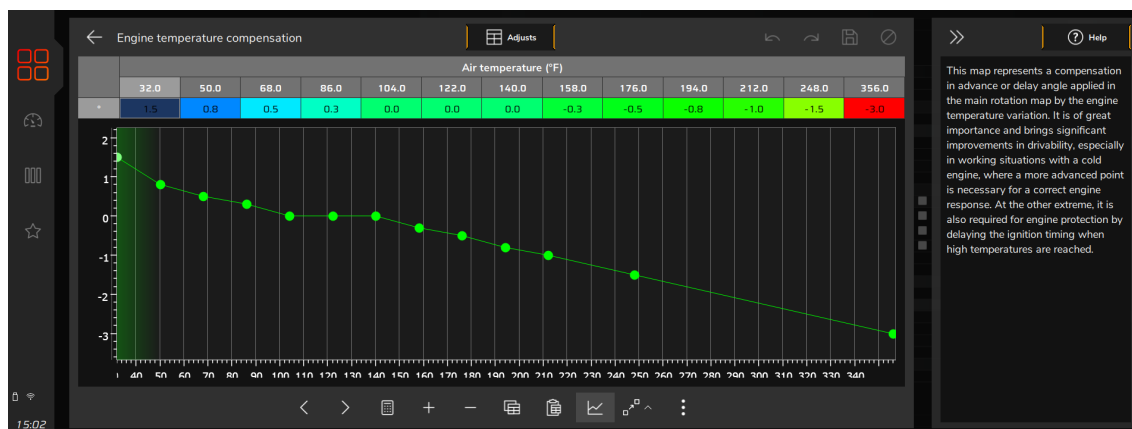 Engine temperature compensation
Adjusts
Help
Air temperature (°F)
32.0 50.0 68.0 86.0 104.0 122.0 140.0 158.0 176.0 194.0 212.0 248.0 356.0
° 1.5 0.8 0.5 0.3 0.0 0.0 0.0 -0.3 -0.5 -0.8 -1.0 -1.5 -3.0
2
1
0
-1
-2
-3
40 50 60 70 80 90 100 110 120 130 140 150 160 170 180 190 200 210 220 230 240 250 260 270 280 290 300 310 320 330 340
This map represents a compensation
in advance or delay angle applied in
the main rotation map by the engine
temperature variation. It is of great
importance and brings significant
improvements in drivability, especially
in working situations with a cold
engine, where a more advanced point
is necessary for a correct engine
response. At the other extreme, it is
also required for engine protection by
delaying the ignition timing when
high temperatures are reached.
15:02